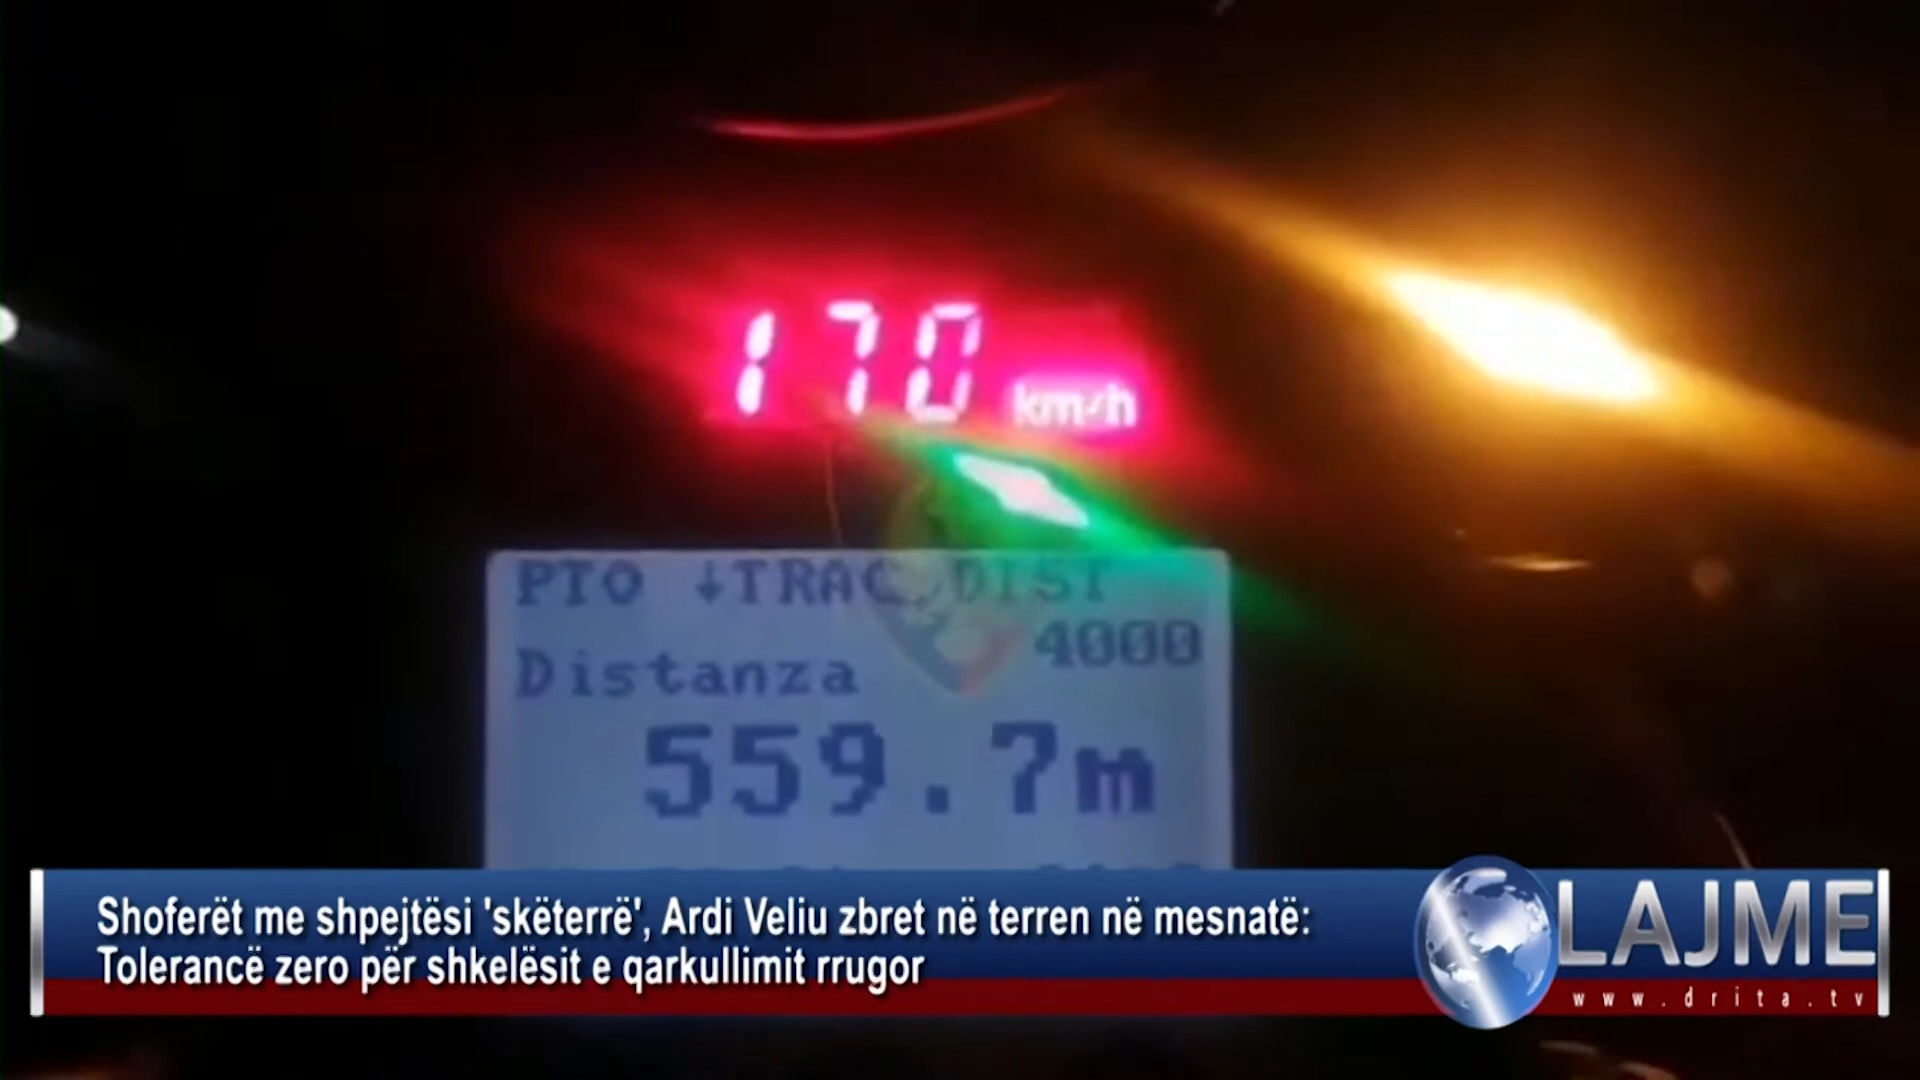 170 km/h
PTO ↓TRAC,DIST
4000
Distanza
559.7m
Shoferët me shpejtësi 'skëterrë', Ardi Veliu zbret në terren në mesnatë:
Tolerancë zero për shkelësit e qarkullimit rrugor
LAJME
www.drita.tv